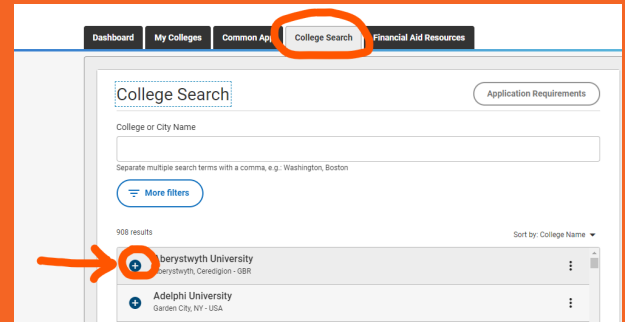 Dashboard My Colleges Common App College Search Financial Aid Resources
College Search
Application Requirements
College or City Name
Separate multiple search terms with a comma, e.g.: Washington, Boston
More filters
908 results
Sort by: College Name
Aberystwyth University
Aberystwyth, Ceredigion - GBR
Adelphi University
Garden City, NY - USA